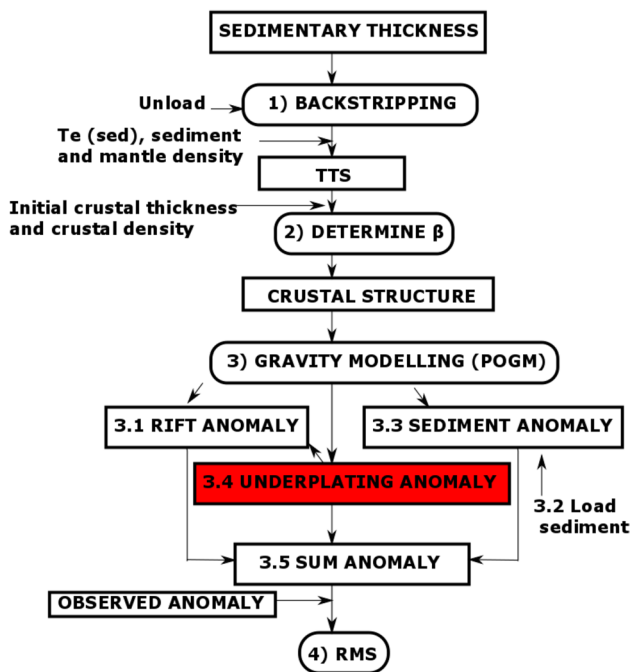 SEDIMENTARY THICKNESS
Unload
1) BACKSTRIPPING
Te (sed), sediment
and mantle density
TTS
Initial crustal thickness
and crustal density
2) DETERMINE β
CRUSTAL STRUCTURE
3) GRAVITY MODELLING (POGM)
3.1 RIFT ANOMALY
3.3 SEDIMENT ANOMALY
3.4 UNDERPLATING ANOMALY
3.2 Load
sediment
3.5 SUM ANOMALY
OBSERVED ANOMALY
4) RMS